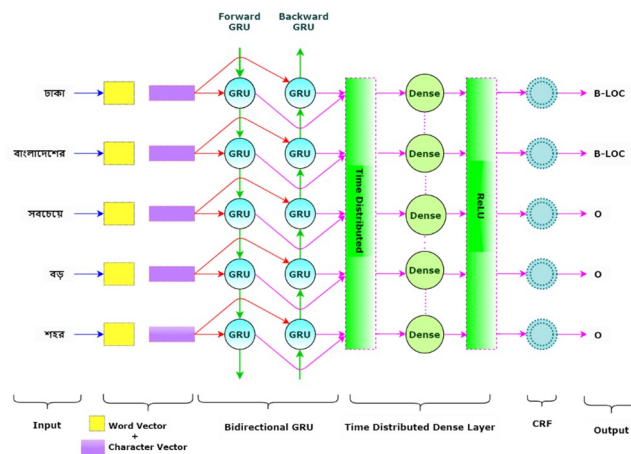 Forward GRU
Backward GRU
ঢাকা GRU GRU Dense B-LOC
বাংলাদেশের GRU GRU Dense B-LOC
সবচেয়ে GRU GRU Dense O
বড় GRU GRU Dense O
শহর GRU GRU Dense O
Time Distributed
ReLU
Input
Word Vector
+
Character Vector
Bidirectional GRU
Time Distributed Dense Layer
CRF
Output